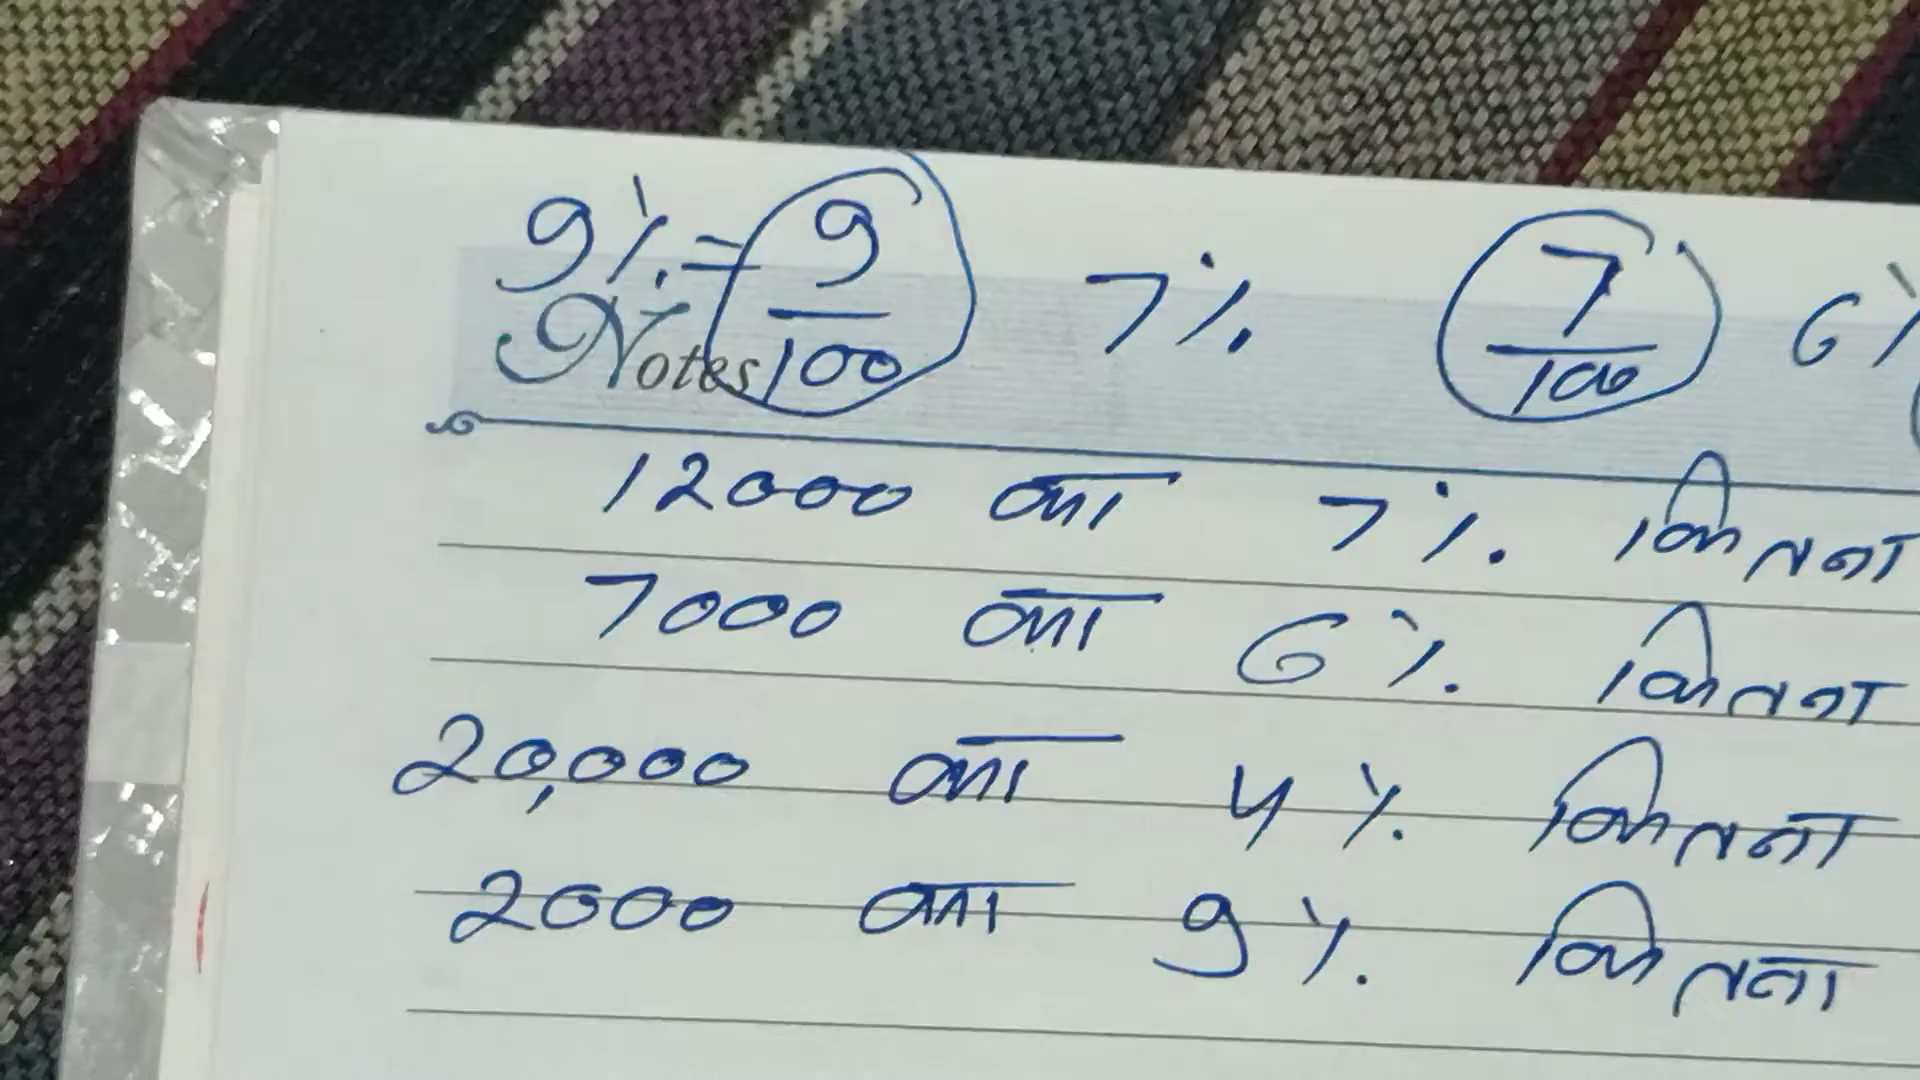 9%=9/100 7% 7/100 6%
Notes
12000 का 7%. कितना
7000 का 6%. कितना
20,000 का 4%. कितना
2000 का 9%. कितना